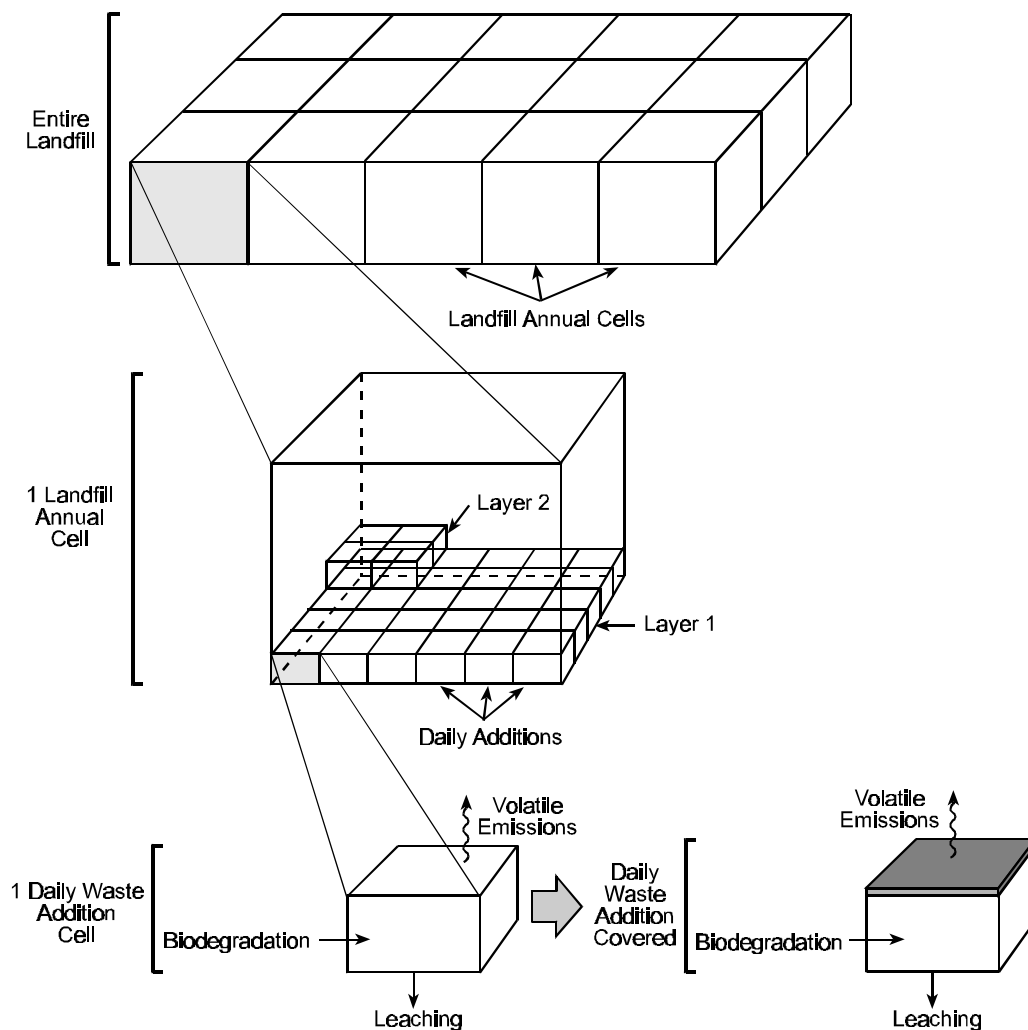 Entire
Landfill
Landfill Annual Cells
1 Landfill
Annual
Cell
Layer 2
Layer 1
Daily Additions
Volatile
Emissions
1 Daily Waste
Addition
Cell
Biodegradation
Leaching
Daily
Waste
Addition
Covered
Volatile
Emissions
Biodegradation
Leaching